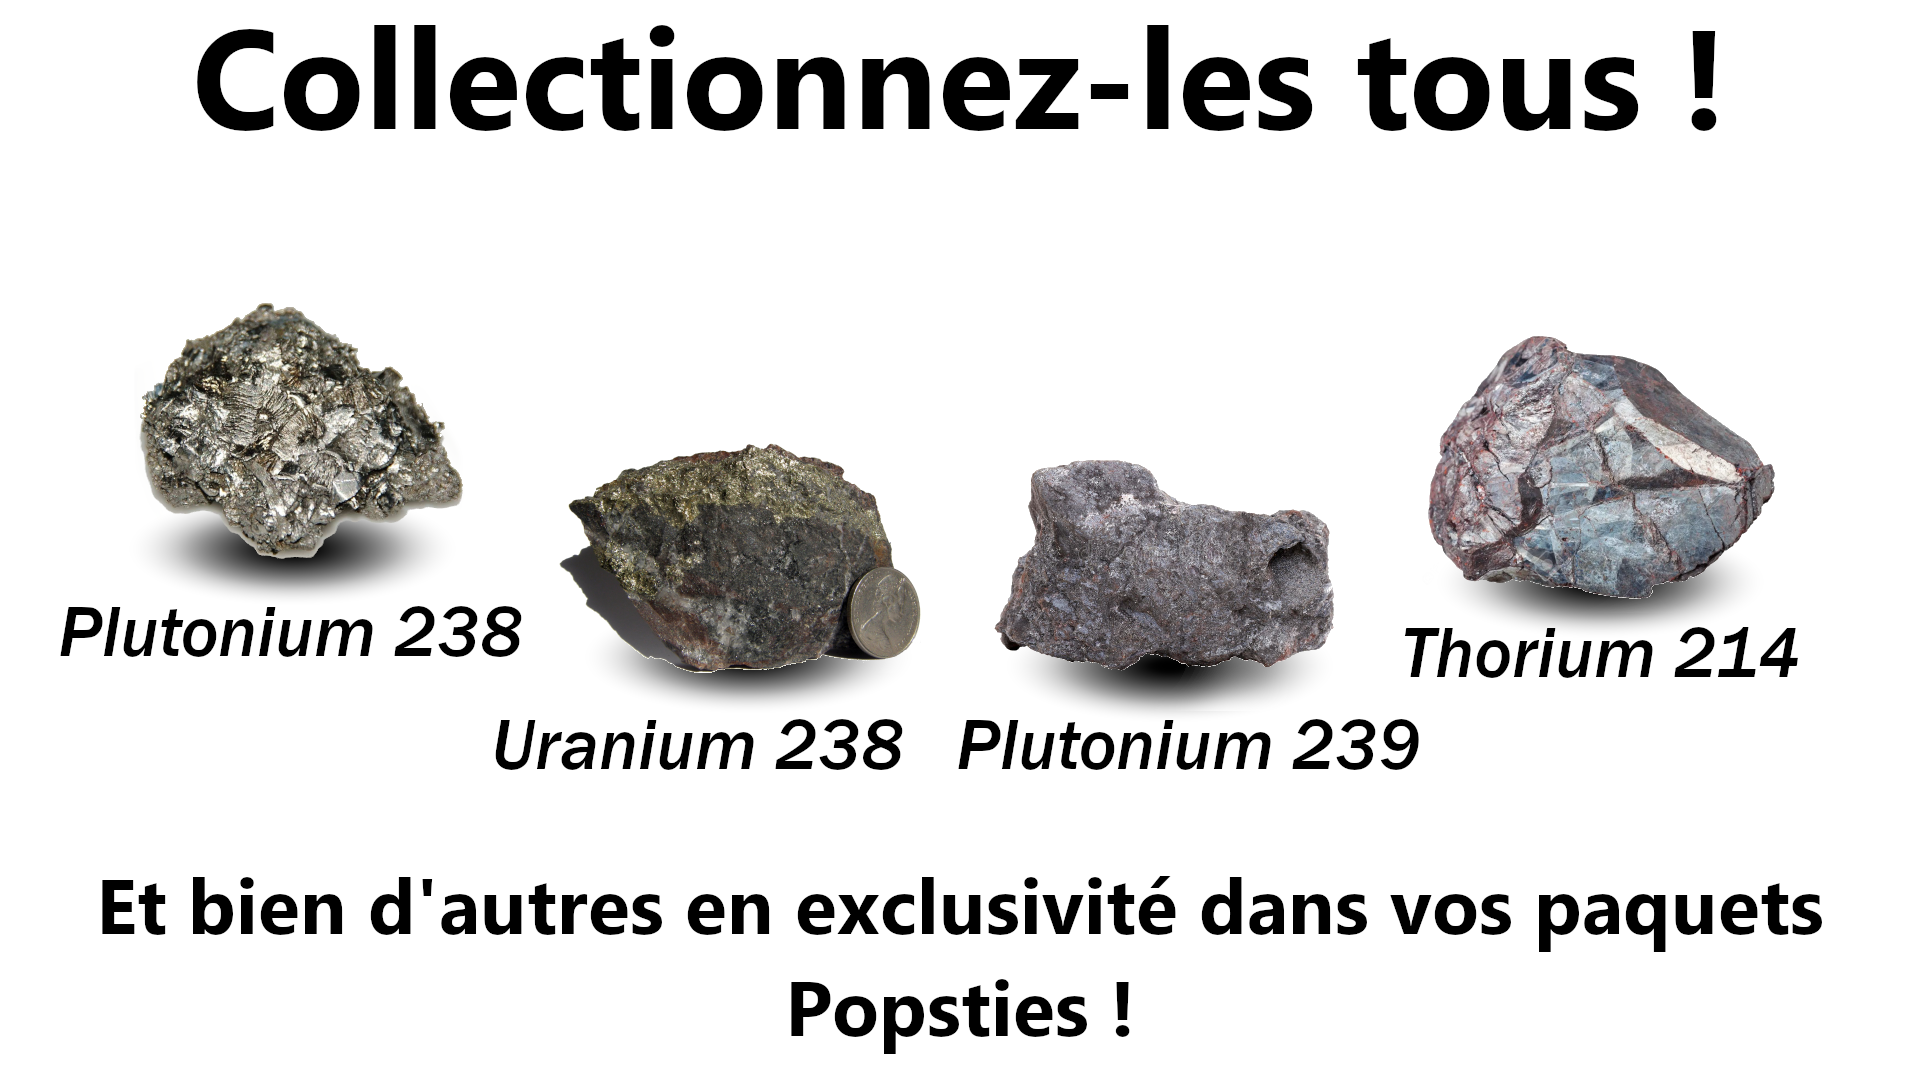 Collectionnez-les tous !
Plutonium 238
Uranium 238
Plutonium 239
Thorium 214
Et bien d'autres en exclusivité dans vos paquets
Popsties !